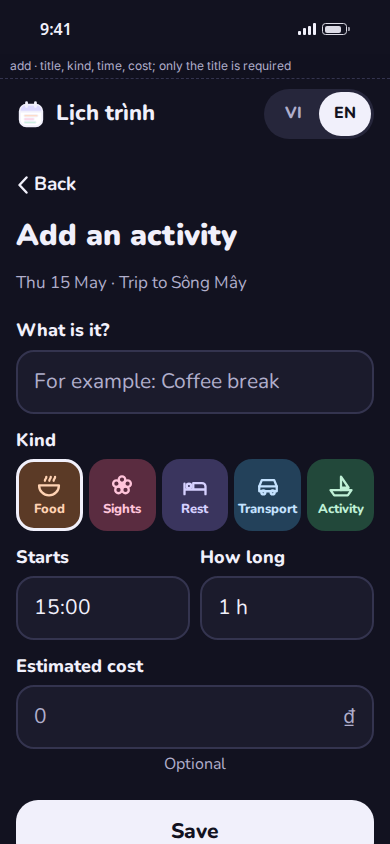 9:41
add · title, kind, time, cost; only the title is required
Lịch trình
VI EN
Back
Add an activity
Thu 15 May · Trip to Sông Mây
What is it?
For example: Coffee break
Kind
Food Sights Rest Transport Activity
Starts How long
15:00 1 h
Estimated cost
0 ₫
Optional
Save